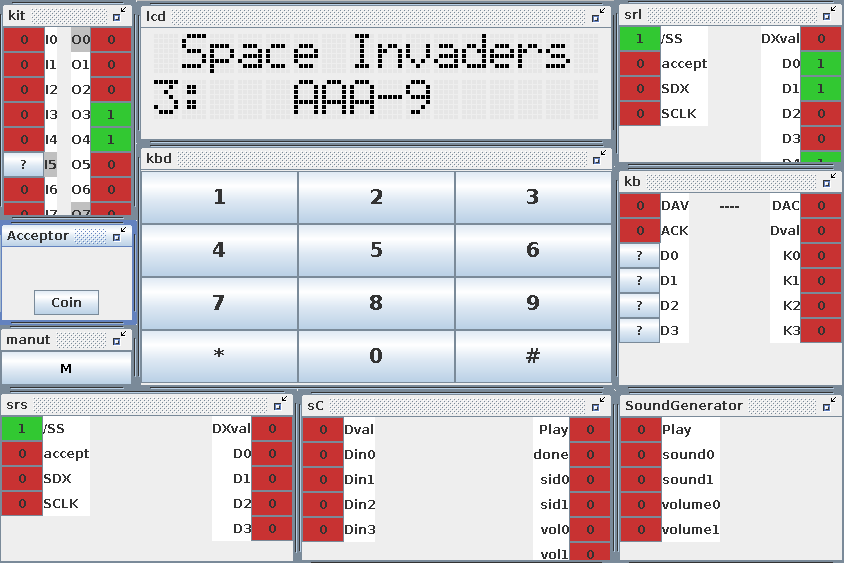 kit
0 I0 O0 0
0 I1 O1 0
0 I2 O2 0
0 I3 O3 1
0 I4 O4 1
? I5 O5 0
0 I6 O6 0
0 I7 O7 0
Acceptor
Coin
manut
M
lcd
Space Invaders
3: AAA-9
kbd
1 2 3
4 5 6
7 8 9
* 0 #
srl
1 /SS DXval 0
0 accept D0 1
0 SDX D1 1
0 SCLK D2 0
D3 0
D4 1
kb
0 DAV ---- DAC 0
0 ACK Dval 0
? D0 K0 0
? D1 K1 0
? D2 K2 0
? D3 K3 0
srs
1 /SS DXval 0
0 accept D0 0
0 SDX D1 0
0 SCLK D2 0
D3 0
sC
0 Dval Play 0
0 Din0 done 0
0 Din1 sid0 0
0 Din2 sid1 0
0 Din3 vol0 0
vol1 0
SoundGenerator
0 Play
0 sound0
0 sound1
0 volume0
0 volume1